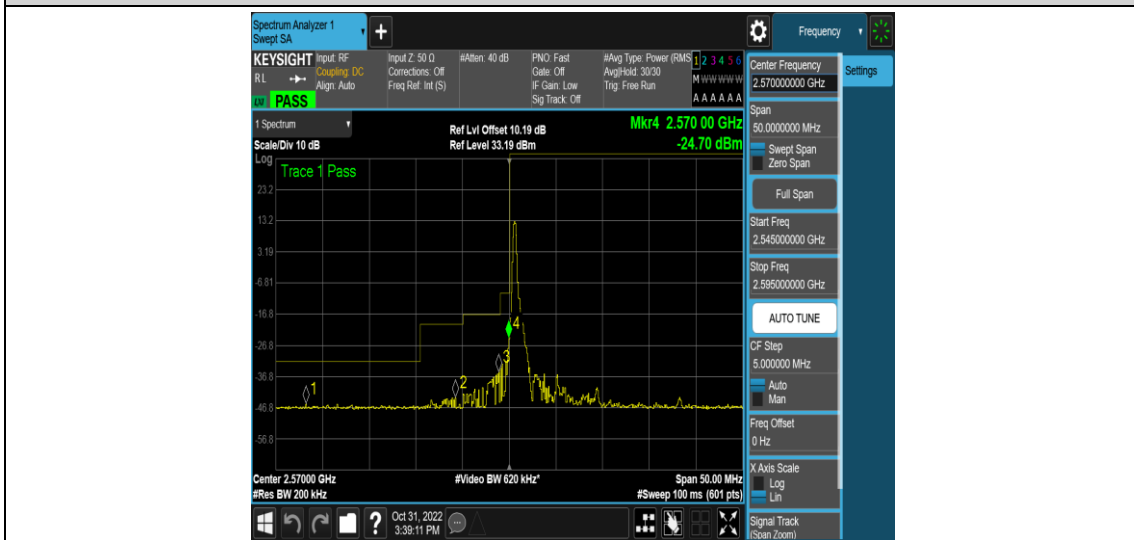 Spectrum Analyzer 1
Swept SA
+
Frequency
KEYSIGHT
RL
LXI
PASS
Input: RF
Coupling: DC
Align: Auto
Input Z: 50 Ω
Corrections: Off
Freq Ref: Int (S)
#Atten: 40 dB
PNO: Fast
Gate: Off
IF Gain: Low
Sig Track: Off
#Avg Type: Power (RMS
Avg|Hold: 30/30
Trig: Free Run
1 2 3 4 5 6
M W W W W W
A A A A A A
1 Spectrum
Scale/Div 10 dB
Ref Lvl Offset 10.19 dB
Ref Level 33.19 dBm
Mkr4 2.570 00 GHz
-24.70 dBm
Log
Trace 1 Pass
23.2
13.2
3.19
-6.81
-16.8
-26.8
-36.8
-46.8
-56.8
1
2
3
4
Center 2.57000 GHz
#Res BW 200 kHz
#Video BW 620 kHz*
Span 50.00 MHz
#Sweep 100 ms (601 pts)
?
Oct 31, 2022
3:39:11 PM
Center Frequency
2.570000000 GHz
Settings
Span
50.0000000 MHz
Swept Span
Zero Span
Full Span
Start Freq
2.545000000 GHz
Stop Freq
2.595000000 GHz
AUTO TUNE
CF Step
5.000000 MHz
Auto
Man
Freq Offset
0 Hz
X Axis Scale
Log
Lin
Signal Track
(Span Zoom)